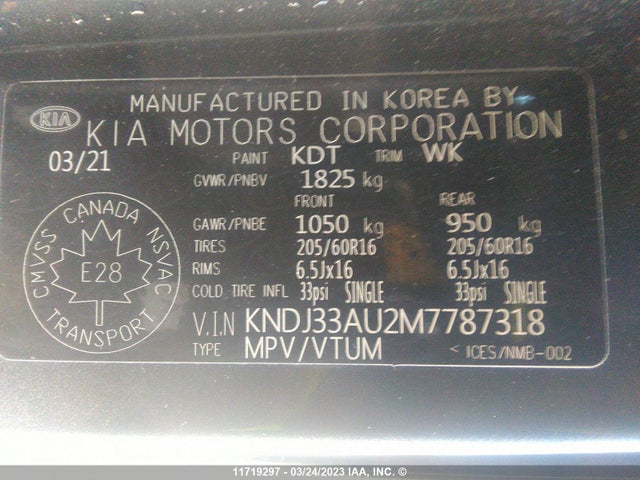 MANUFACTURED IN KOREA BY
KIA
KIA MOTORS CORPORATION
03/21
PAINT KDT TRIM WK
GVWR/PNBV 1825 kg
FRONT REAR
GAWR/PNBE 1050 kg 950 kg
TIRES 205/60R16 205/60R16
RIMS 6.5Jx16 6.5Jx16
COLD TIRE INFL 33psi SINGLE 33psi SINGLE
V.I.N KNDJ33AU2M7787318
TYPE MPV/VTUM < ICES/NMB-002
CANADA
CMVSS NSVAC
E28
TRANSPORT
11719297 - 03/24/2023 IAA, INC. ©